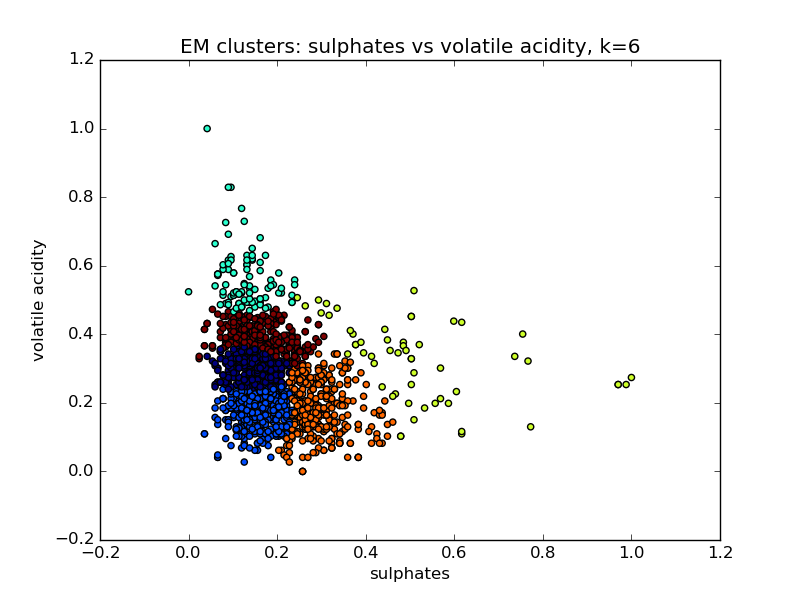 EM clusters: sulphates vs volatile acidity, k=6
1.2
1.0
0.8
0.6
0.4
0.2
0.0
−0.2
volatile acidity
−0.2 0.0 0.2 0.4 0.6 0.8 1.0 1.2
sulphates